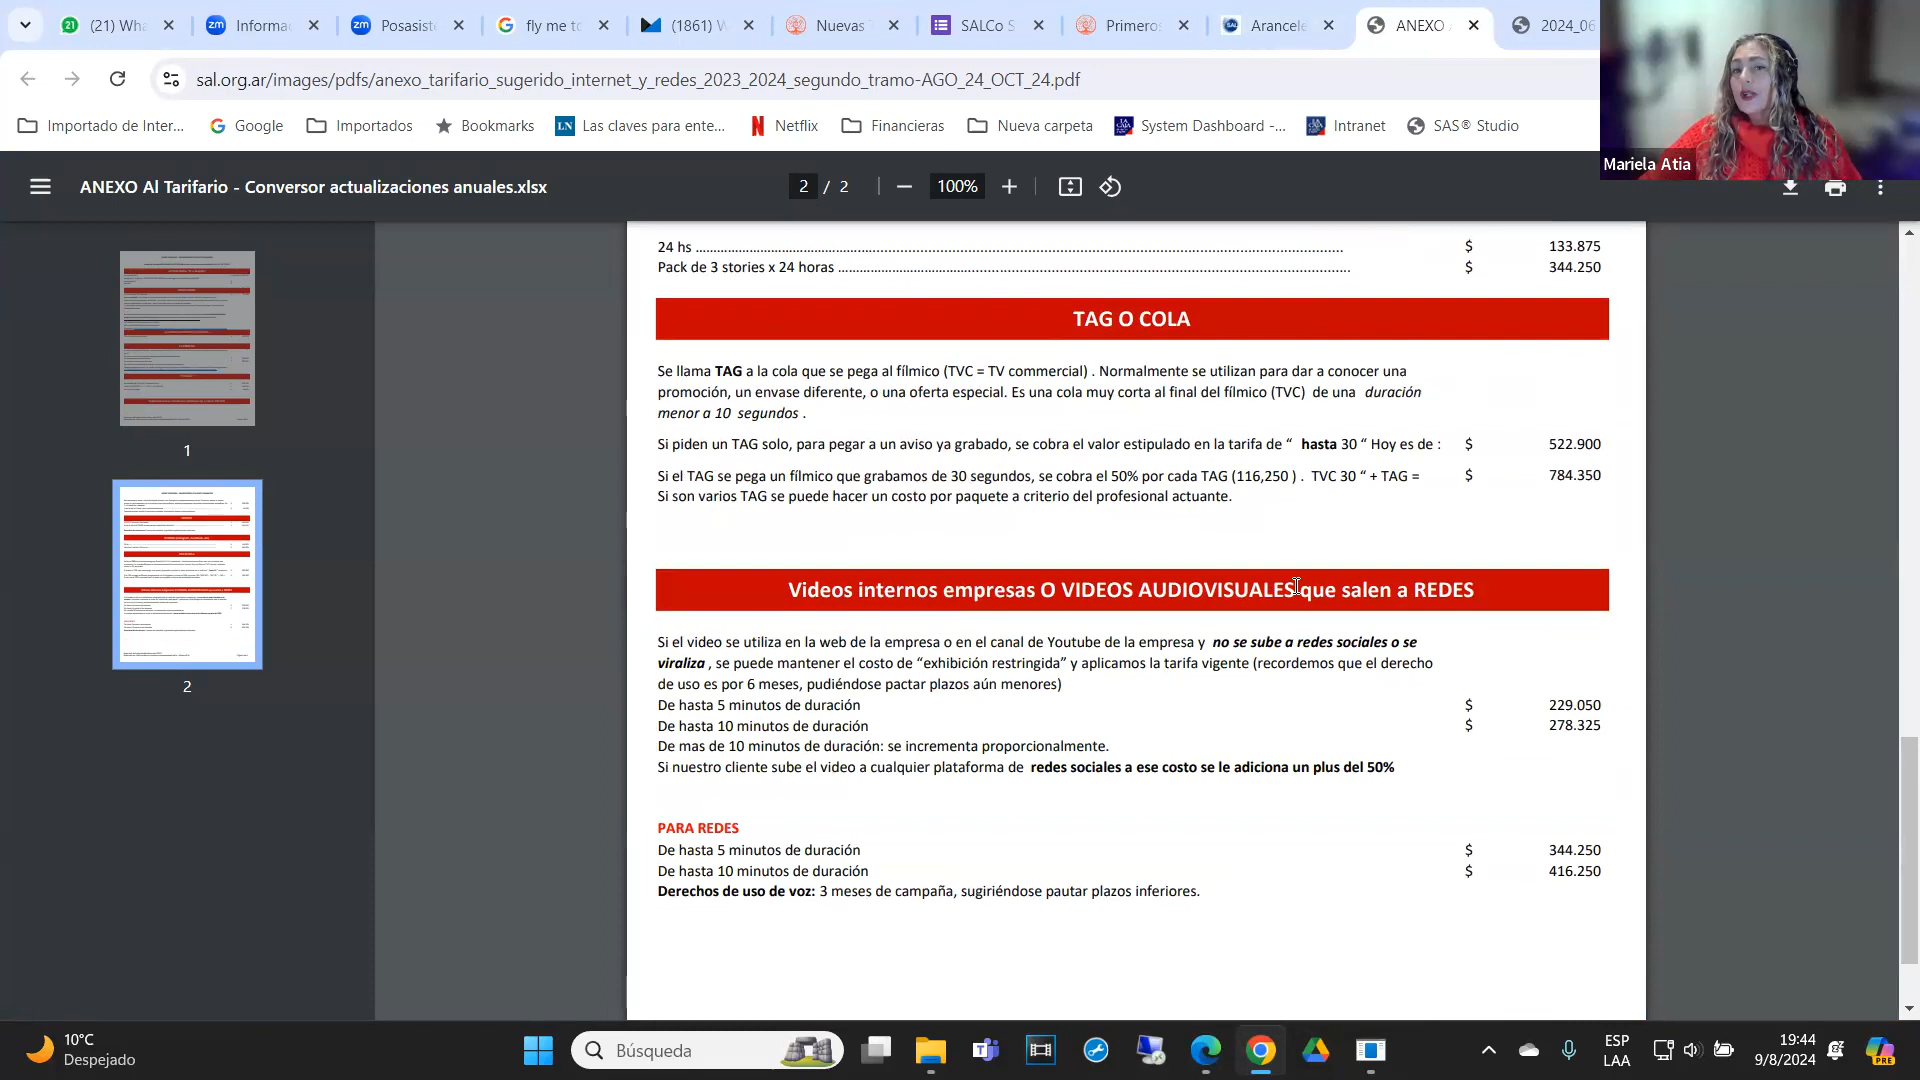 (21) Wha
Informa
Posasist
fly me to
(1861) W
Nuevas T
SALCo S
Primeros
Arancele
ANEXO
2024_06
sal.org.ar/images/pdfs/anexo_tarifario_sugerido_internet_y_redes_2023_2024_segundo_tramo-AGO_24_OCT_24.pdf
Importado de Inter...
Google
Importados
Bookmarks
Las claves para ente...
Netflix
Financieras
Nueva carpeta
System Dashboard -...
Intranet
SAS® Studio
Mariela Atia
ANEXO Al Tarifario - Conversor actualizaciones anuales.xlsx
2 / 2
100%
1
2
24 hs ........ $ 133.875
Pack de 3 stories x 24 horas ........ $ 344.250
TAG O COLA
Se llama TAG a la cola que se pega al fílmico (TVC = TV commercial) . Normalmente se utilizan para dar a conocer una
promoción, un envase diferente, o una oferta especial. Es una cola muy corta al final del fílmico (TVC) de una duración
menor a 10 segundos .
Si piden un TAG solo, para pegar a un aviso ya grabado, se cobra el valor estipulado en la tarifa de “ hasta 30 “ Hoy es de : $ 522.900
Si el TAG se pega un fílmico que grabamos de 30 segundos, se cobra el 50% por cada TAG (116,250 ) . TVC 30 “ + TAG = $ 784.350
Si son varios TAG se puede hacer un costo por paquete a criterio del profesional actuante.
Videos internos empresas O VIDEOS AUDIOVISUALES que salen a REDES
Si el video se utiliza en la web de la empresa o en el canal de Youtube de la empresa y no se sube a redes sociales o se
viraliza , se puede mantener el costo de “exhibición restringida” y aplicamos la tarifa vigente (recordemos que el derecho
de uso es por 6 meses, pudiéndose pactar plazos aún menores)
De hasta 5 minutos de duración $ 229.050
De hasta 10 minutos de duración $ 278.325
De mas de 10 minutos de duración: se incrementa proporcionalmente.
Si nuestro cliente sube el video a cualquier plataforma de redes sociales a ese costo se le adiciona un plus del 50%
PARA REDES
De hasta 5 minutos de duración $ 344.250
De hasta 10 minutos de duración $ 416.250
Derechos de uso de voz: 3 meses de campaña, sugiriéndose pautar plazos inferiores.
10°C
Despejado
Búsqueda
ESP
LAA
19:44
9/8/2024